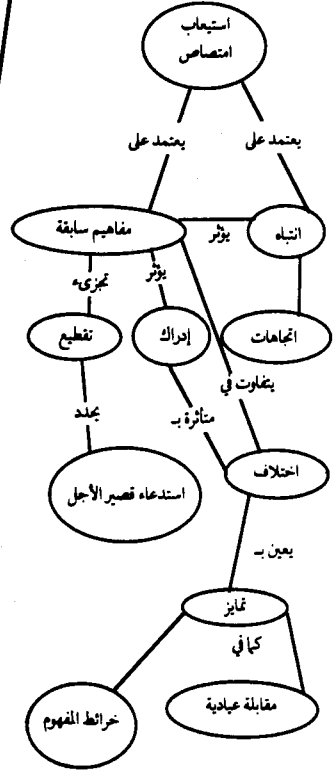 استيعاب
امتصاص
يعتمد على
يعتمد على
انتباه
يؤثر
مفاهيم سابقة
يؤثر
تجزىء
اتجاهات
إدراك
تقطيع
يتفاوت في
متأثرة بـ
يحدد
اختلاف
استدعاء قصير الأجل
يعين بـ
تمايز
كما في
مقابلة عيادية
خرائط المفهوم